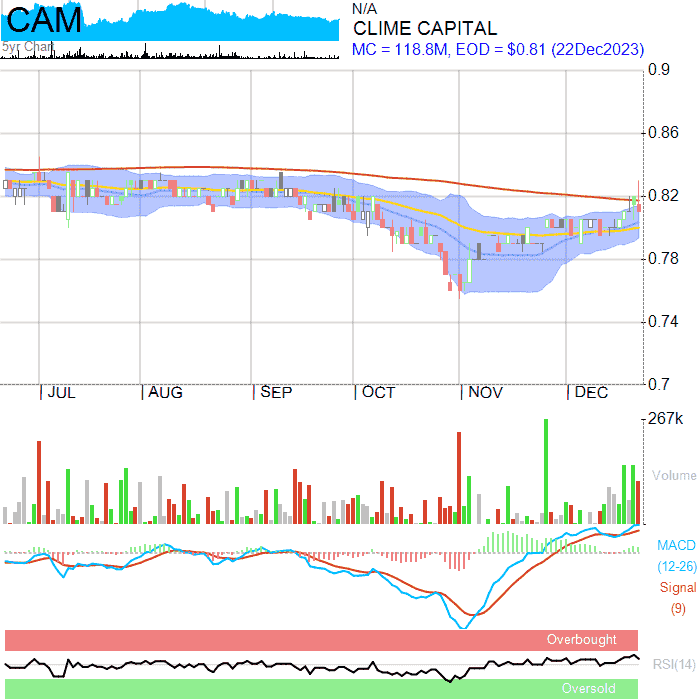 CAM
5yr Chart
N/A
CLIME CAPITAL
MC = 118.8M, EOD = $0.81 (22Dec2023)
0.9
0.86
0.82
0.78
0.74
0.7
JUL AUG SEP OCT NOV DEC
267k
Volume
MACD
(12-26)
Signal
(9)
Overbought
RSI(14)
Oversold